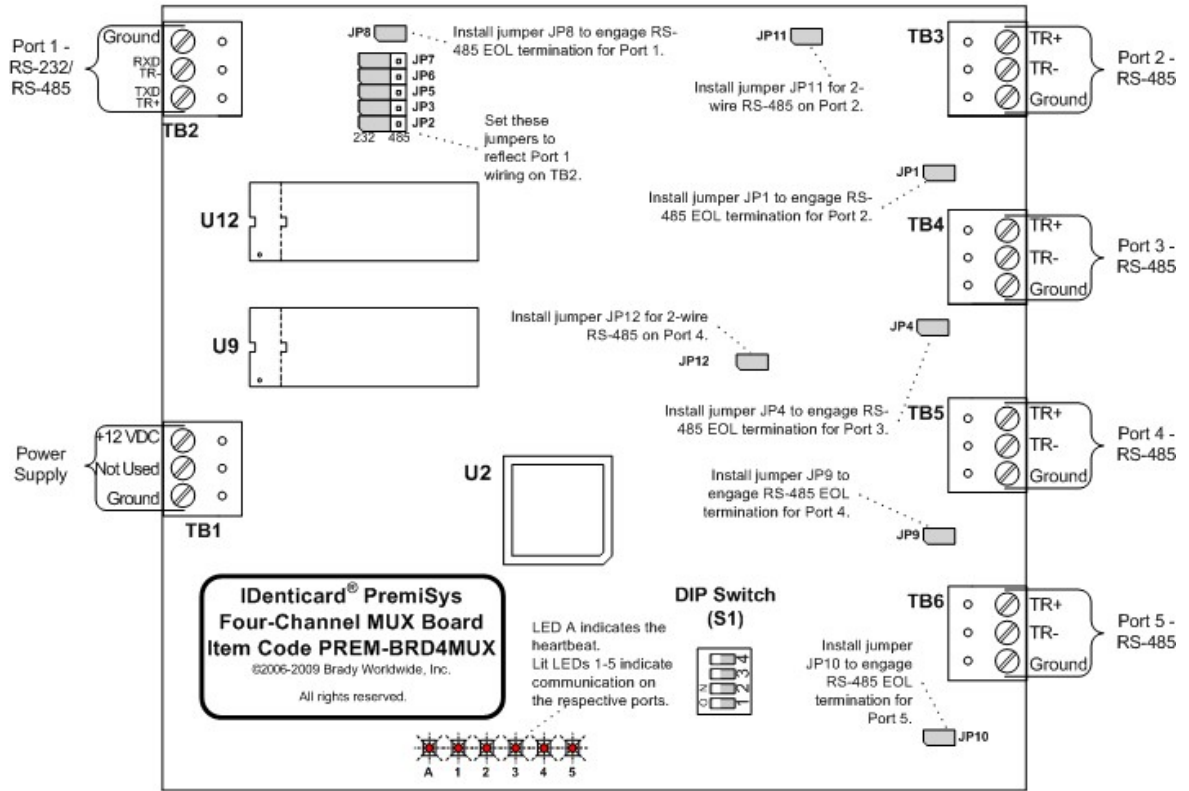 Port 1 -
RS-232/
RS-485
Ground
RXD
TR-
TXD
TR+
TB2
JP8
Install jumper JP8 to engage RS-
485 EOL termination for Port 1.
JP7
JP6
JP5
JP3
JP2
232 485
Set these
jumpers to
reflect Port 1
wiring on TB2.
JP11
Install jumper JP11 for 2-
wire RS-485 on Port 2.
TB3
TR+
TR-
Ground
Port 2 -
RS-485
JP1
Install jumper JP1 to engage RS-
485 EOL termination for Port 2.
U12
TB4
TR+
TR-
Ground
Port 3 -
RS-485
U9
Install jumper JP12 for 2-wire
RS-485 on Port 4.
JP12
JP4
Install jumper JP4 to engage RS-
485 EOL termination for Port 3.
TB5
TR+
TR-
Ground
Port 4 -
RS-485
Power
Supply
+12 VDC
Not Used
Ground
TB1
U2
Install jumper JP9 to
engage RS-485 EOL
termination for Port 4.
JP9
IDenticard® PremiSys
Four-Channel MUX Board
Item Code PREM-BRD4MUX
©2006-2009 Brady Worldwide, Inc.
All rights reserved.
LED A indicates the
heartbeat.
Lit LEDs 1-5 indicate
communication on
the respective ports.
DIP Switch
(S1)
4
3
2
1
ON
TB6
TR+
TR-
Ground
Port 5 -
RS-485
Install jumper
JP10 to engage
RS-485 EOL
termination for
Port 5.
JP10
A 1 2 3 4 5